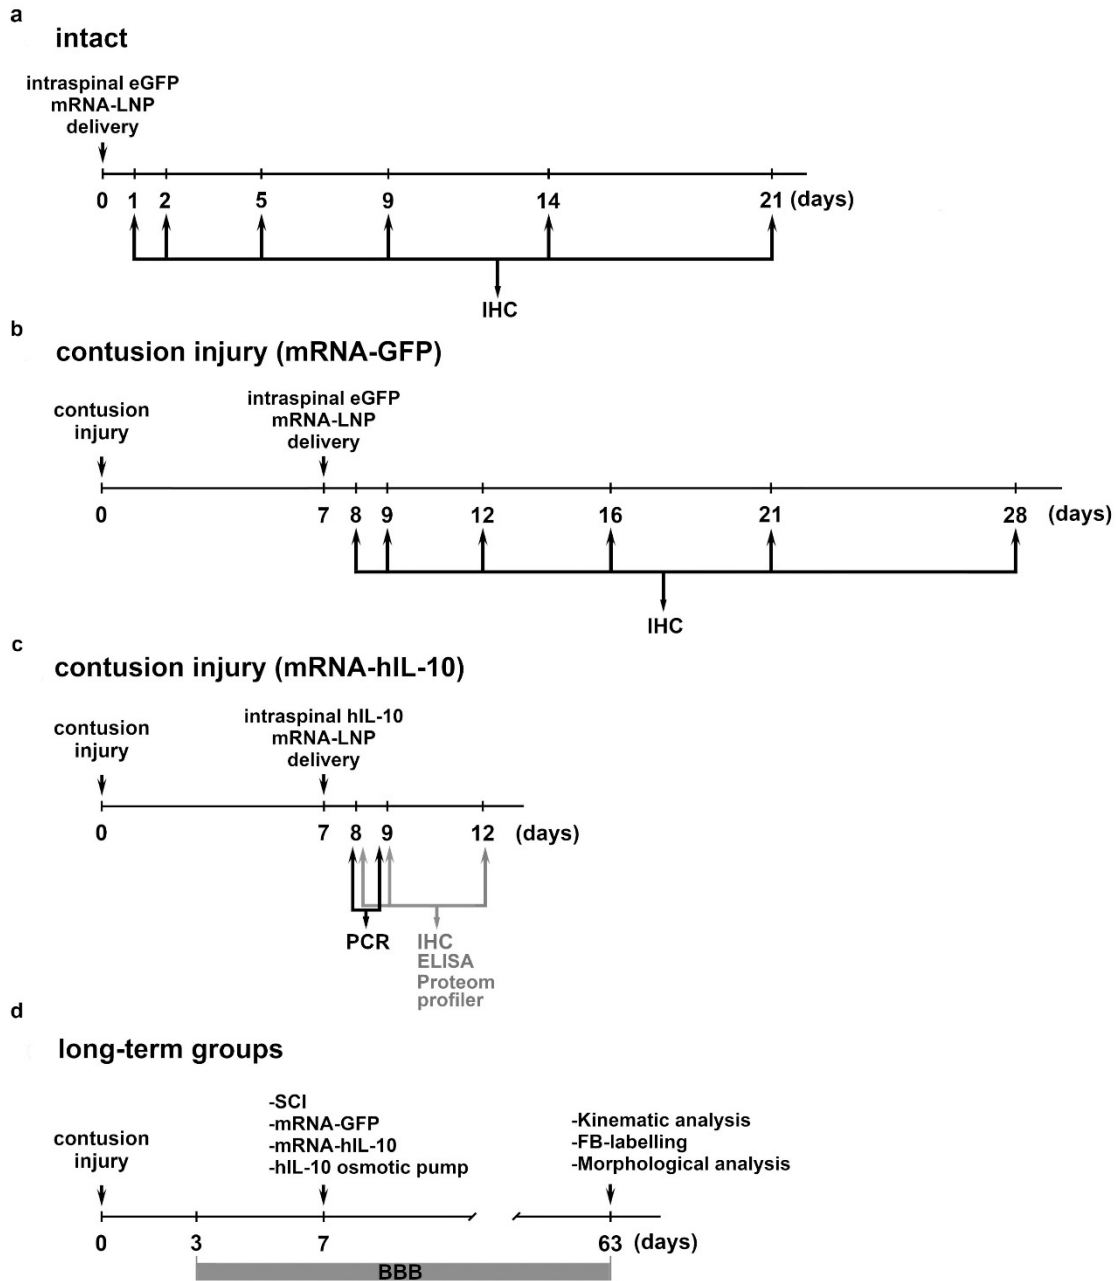 a
intact
intraspinal eGFP
mRNA-LNP
delivery
0 1 2 5 9 14 21 (days)
IHC
b
contusion injury (mRNA-GFP)
contusion
injury
intraspinal eGFP
mRNA-LNP
delivery
0 7 8 9 12 16 21 28 (days)
IHC
c
contusion injury (mRNA-hIL-10)
contusion
injury
intraspinal hIL-10
mRNA-LNP
delivery
0 7 8 9 12 (days)
PCR
IHC
ELISA
Proteom
profiler
d
long-term groups
contusion
injury
-SCI
-mRNA-GFP
-mRNA-hIL-10
-hIL-10 osmotic pump
-Kinematic analysis
-FB-labelling
-Morphological analysis
0 3 7 63 (days)
BBB